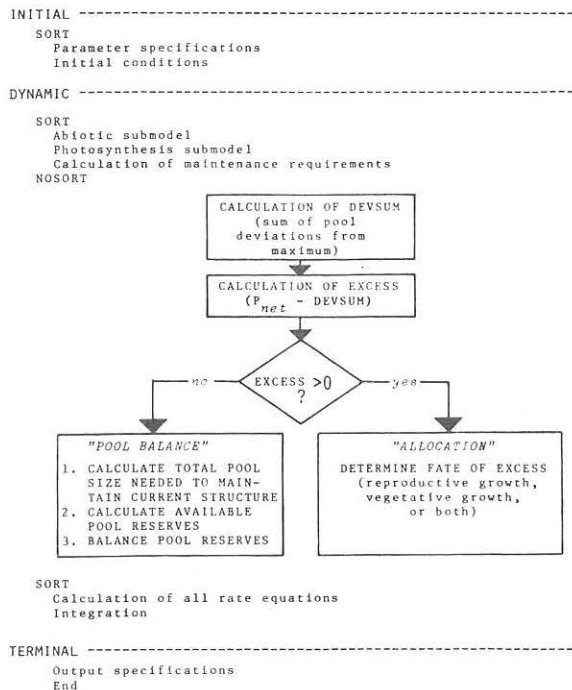 INITIAL
SORT
Parameter specifications
Initial conditions
DYNAMIC
SORT
Abiotic submodel
Photosynthesis submodel
Calculation of maintenance requirements
NOSORT
CALCULATION OF DEVSUM
(sum of pool
deviations from
maximum)
CALCULATION OF EXCESS
(Pnet - DEVSUM)
EXCESS >0
?
no
yes
"POOL BALANCE"
1. CALCULATE TOTAL POOL
SIZE NEEDED TO MAIN-
TAIN CURRENT STRUCTURE
2. CALCULATE AVAILABLE
POOL RESERVES
3. BALANCE POOL RESERVES
"ALLOCATION"
DETERMINE FATE OF EXCESS
(reproductive growth,
vegetative growth,
or both)
SORT
Calculation of all rate equations
Integration
TERMINAL
Output specifications
End